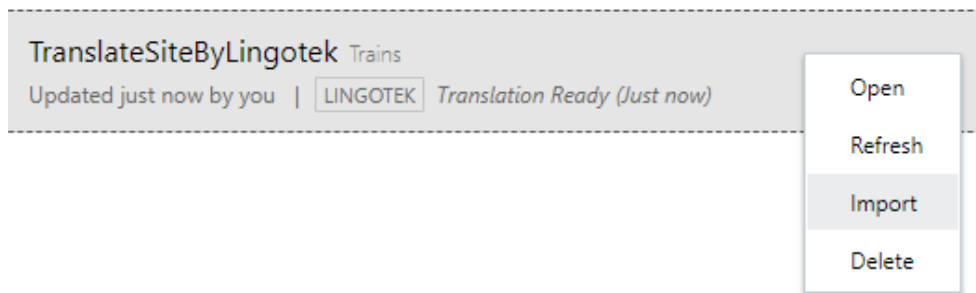 TranslateSiteByLingotek Trains
Updated just now by you | LINGOTEK Translation Ready (Just now)
Open
Refresh
Import
Delete